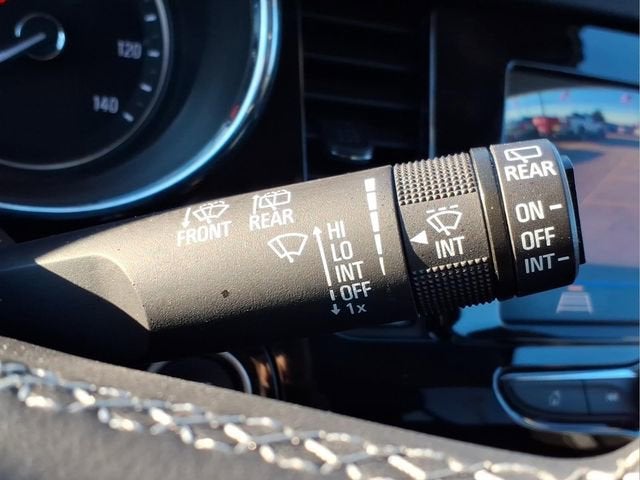 120
140
FRONT
REAR
HI
LO
INT
OFF
1x
INT
REAR
ON
OFF
INT